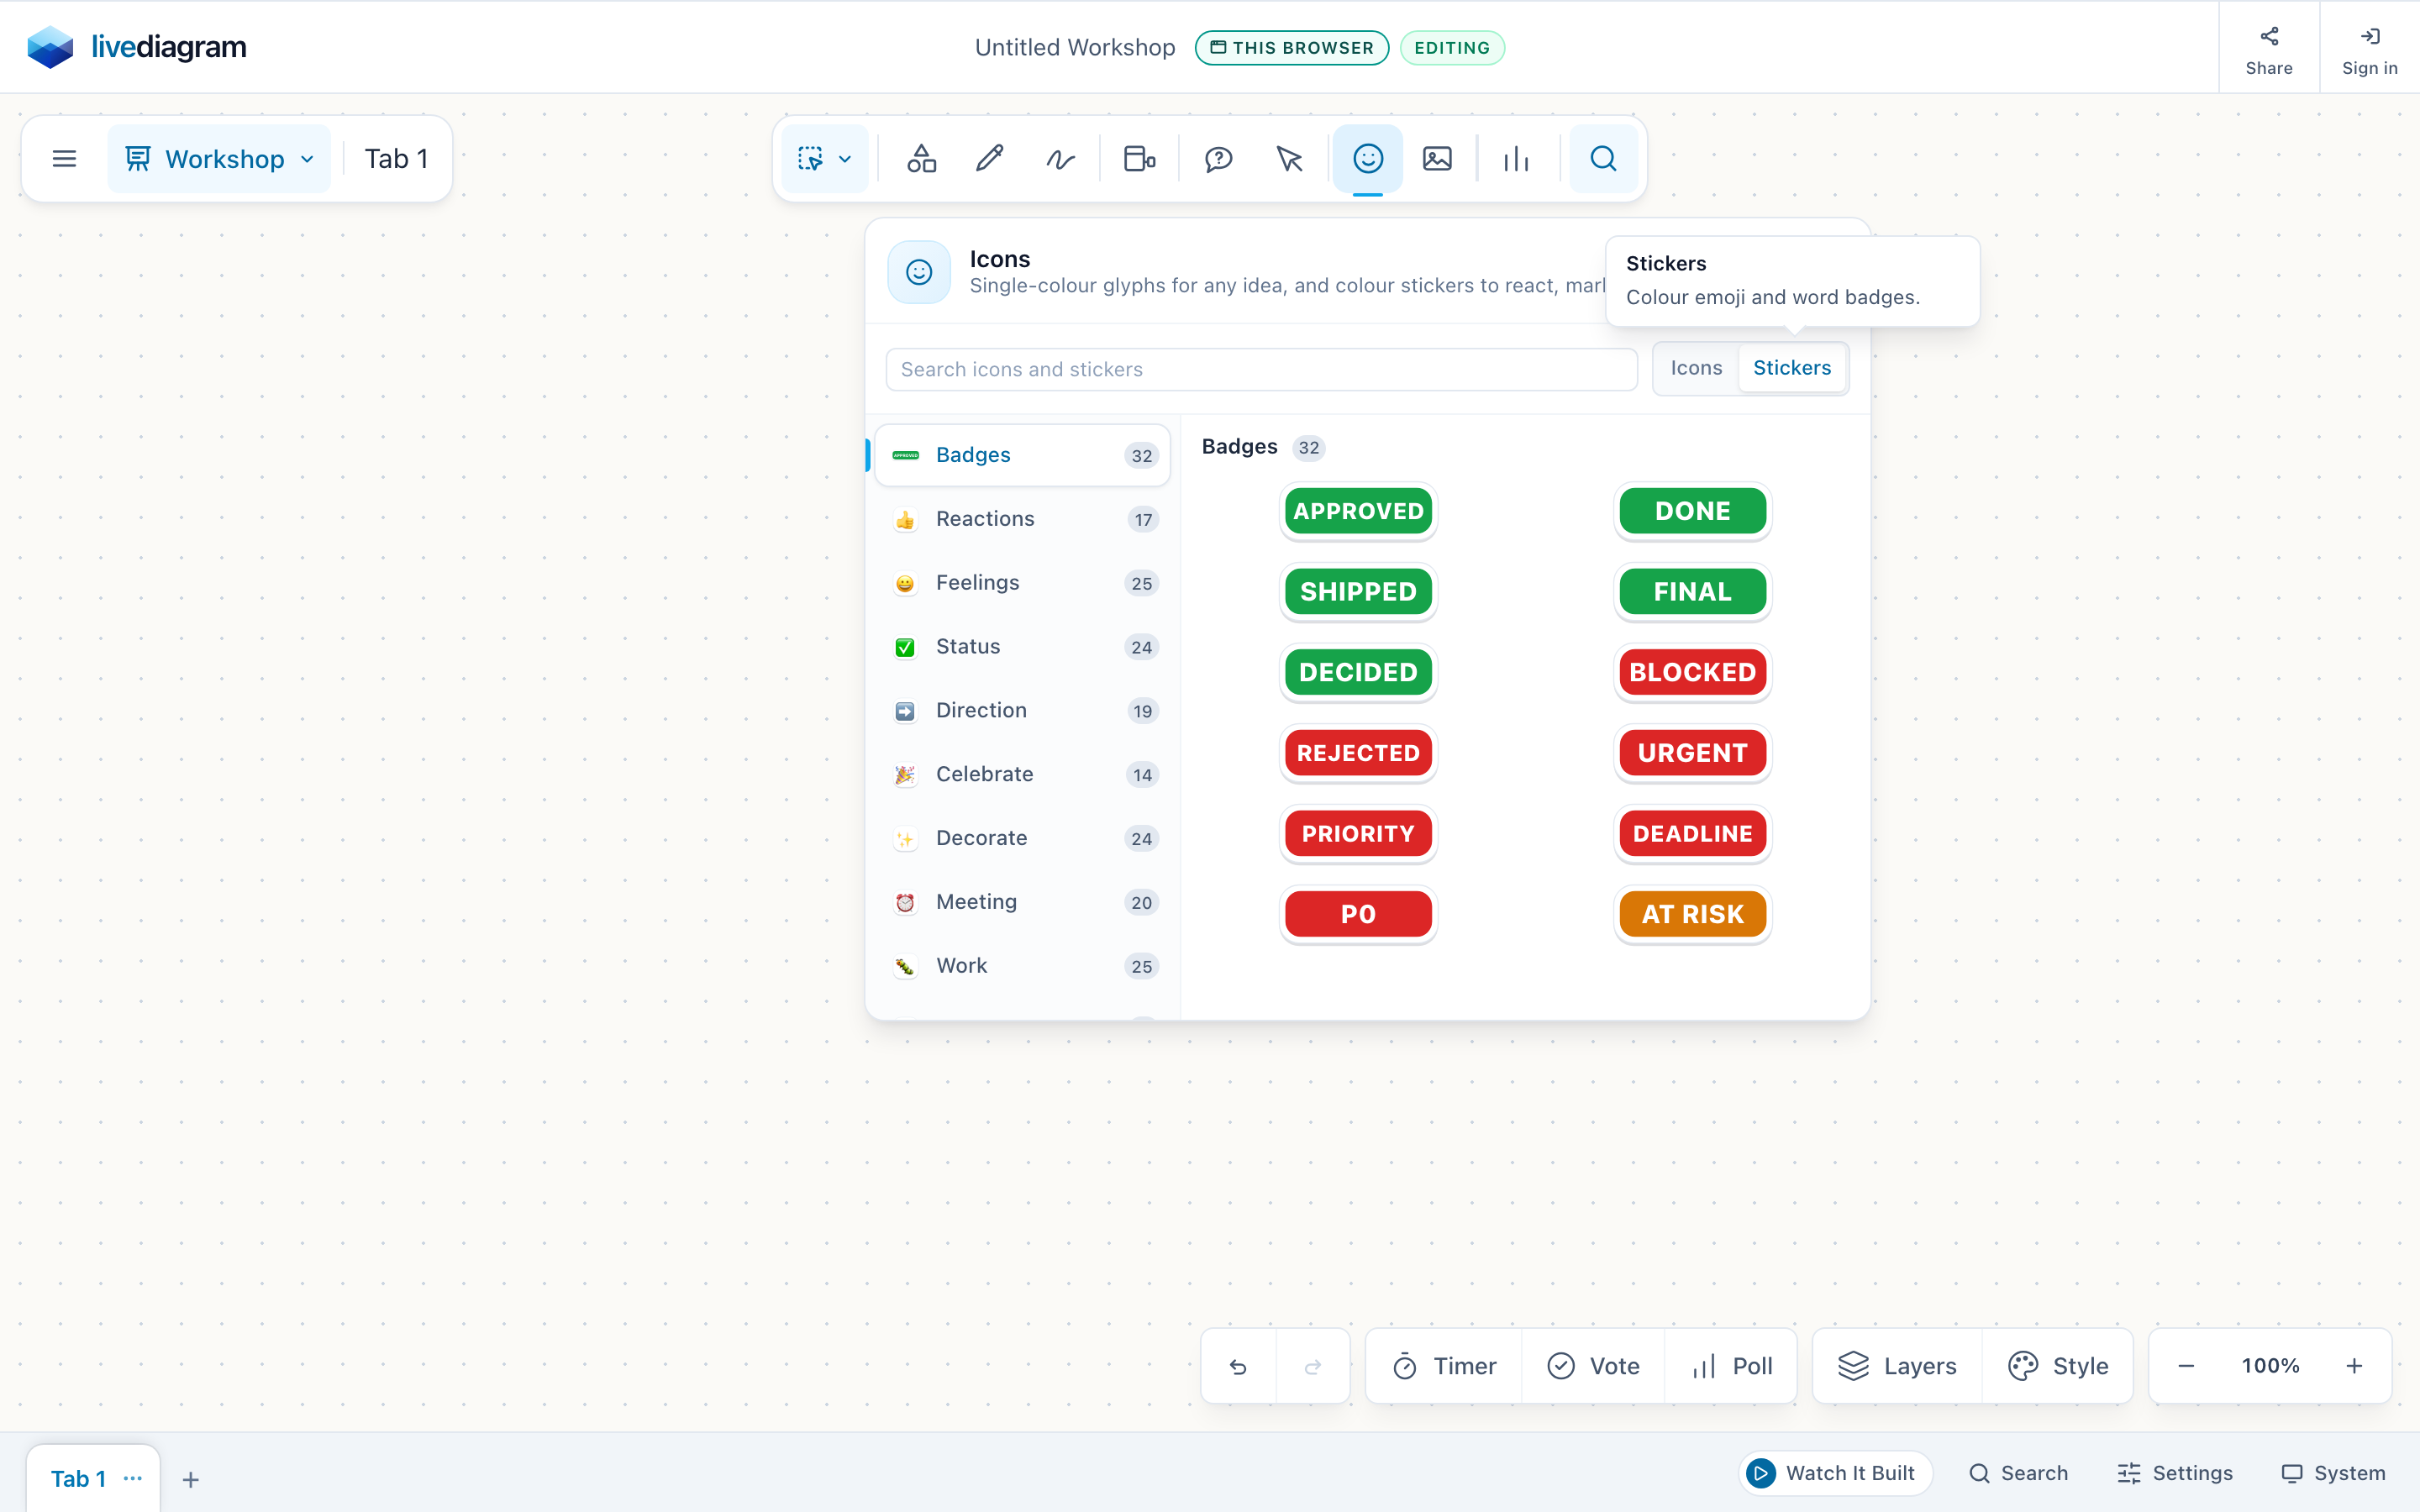 livediagram
Untitled Workshop
THIS BROWSER
EDITING
Share
Sign in
Workshop
Tab 1
Icons
Single-colour glyphs for any idea, and colour stickers to react,
Stickers
Colour emoji and word badges.
Search icons and stickers
Icons
Stickers
Badges 32
Reactions 17
Feelings 25
Status 24
Direction 19
Celebrate 14
Decorate 24
Meeting 20
Work 25
Badges 32
APPROVED
DONE
SHIPPED
FINAL
DECIDED
BLOCKED
REJECTED
URGENT
PRIORITY
DEADLINE
P0
AT RISK
Timer
Vote
Poll
Layers
Style
100%
Tab 1
Watch It Built
Search
Settings
System